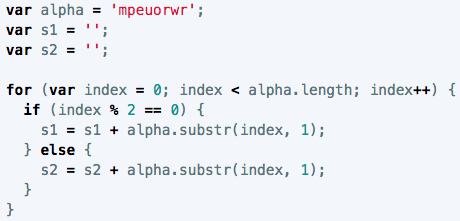 var alpha = 'mpeuorwr';
var s1 = '';
var s2 = '';

for (var index = 0; index < alpha.length; index++) {
  if (index % 2 == 0) {
    s1 = s1 + alpha.substr(index, 1);
  } else {
    s2 = s2 + alpha.substr(index, 1);
  }
}